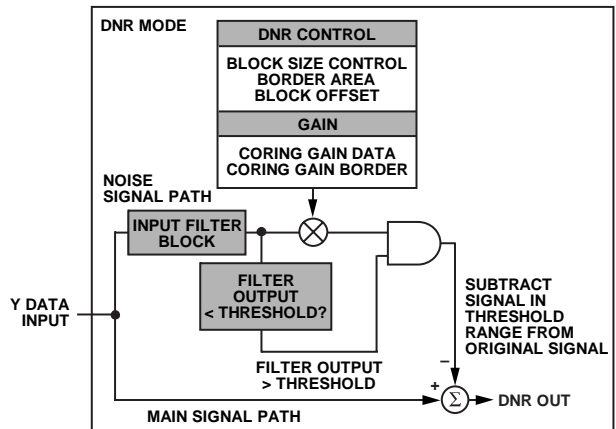 DNR MODE
DNR CONTROL
BLOCK SIZE CONTROL
BORDER AREA
BLOCK OFFSET
GAIN
CORING GAIN DATA
CORING GAIN BORDER
NOISE
SIGNAL PATH
INPUT FILTER
BLOCK
FILTER
OUTPUT
< THRESHOLD?
Y DATA
INPUT
FILTER OUTPUT
> THRESHOLD
SUBTRACT
SIGNAL IN
THRESHOLD
RANGE FROM
ORIGINAL SIGNAL
–
+
Σ
DNR OUT
MAIN SIGNAL PATH